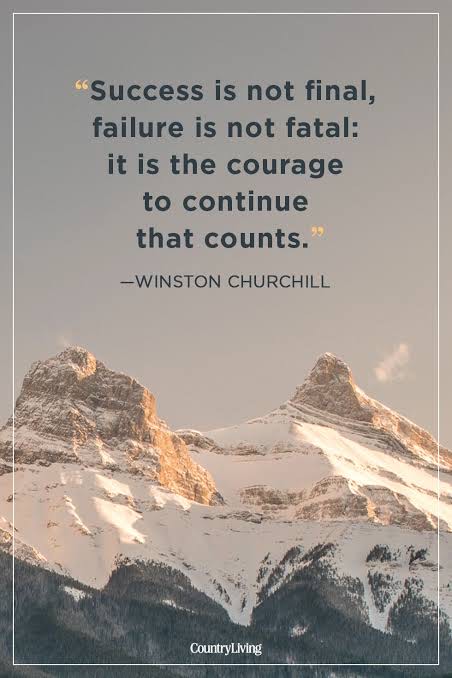 “Success is not final,
failure is not fatal:
it is the courage
to continue
that counts.”
—WINSTON CHURCHILL
CountryLiving